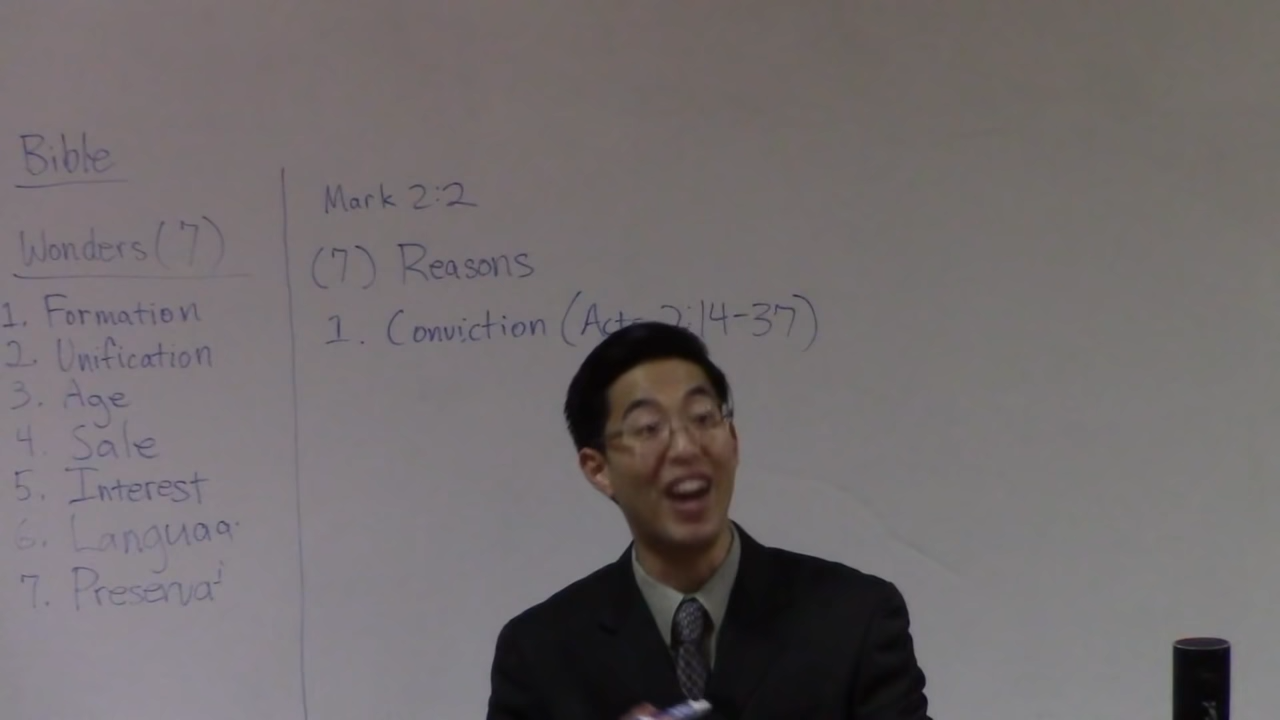 Bible
Wonders (7)
1. Formation
2. Unification
3. Age
4. Sale
5. Interest
6. Languag
7. Preservat
Mark 2:2
(7) Reasons
1. Conviction (Acts 2:14-37)